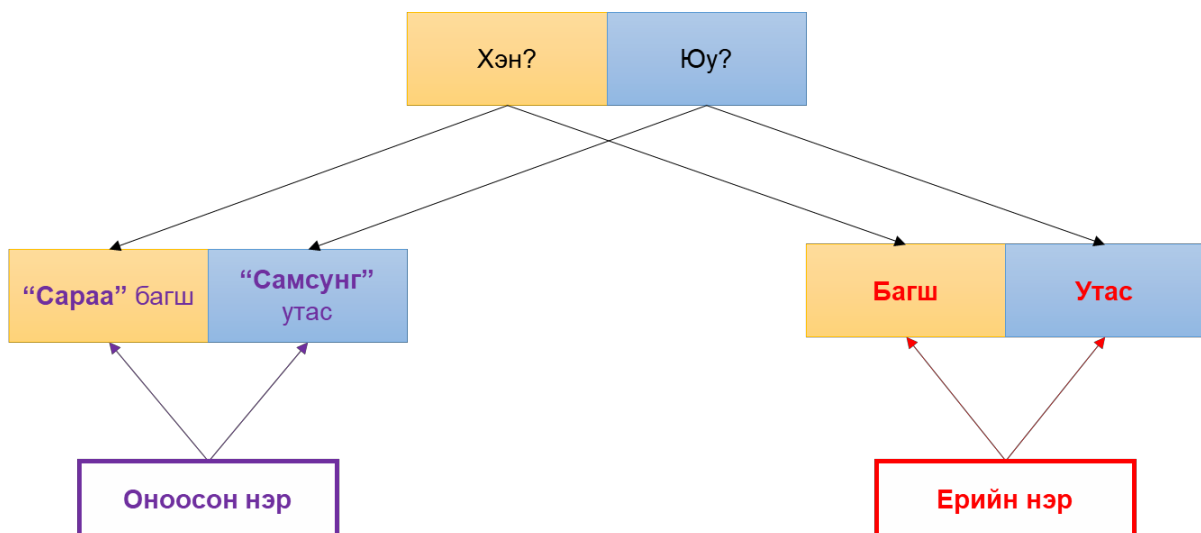 Хэн?
Юу?
“Сараа” багш
“Самсунг”
утас
Багш
Утас
Оноосон нэр
Ерийн нэр